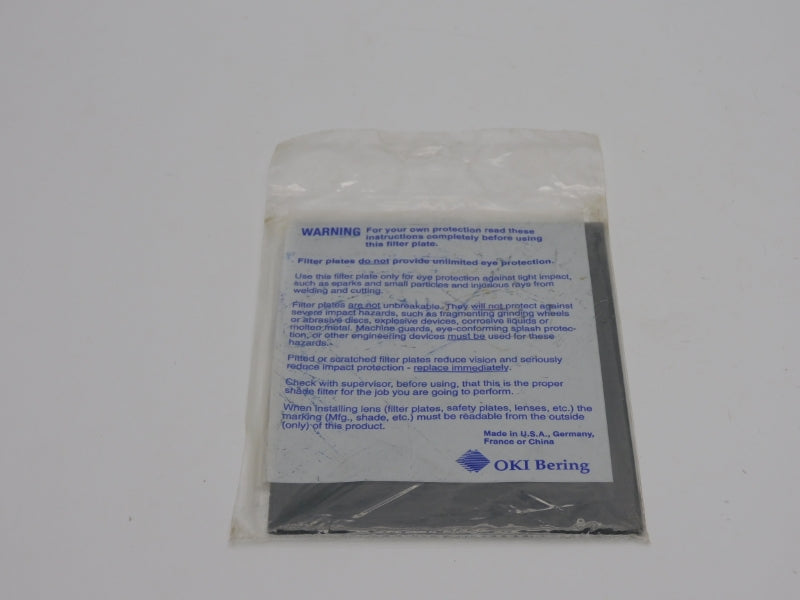 WARNING For your own protection read these
instructions completely before using
this filter plate.
Filter plates do not provide unlimited eye protection.
Use this filter plate only for eye protection against light impact,
such as sparks and small particles and injosious rays from
welding and cutting.
Filter plates are not unbreakable. They will not protect against
severe impact hazards, such as fragmenting grinding wheels
or abrasive discs, explosive devices, corrosive liquids or
molten metal. Machine guards, eye-conforming splash protec-
tion, or other engineering devices must be used for these
hazards.
Pitted or scratched filter plates reduce vision and seriously
reduce impact protection - replace immediately.
Check with supervisor, before using, that this is the proper
shade filter for the job you are going to perform.
When installing lens (filter plates, safety plates, lenses, etc.) the
marking (Mfg., shade, etc.) must be readable from the outside
(only) of this product.
Made in U.S.A., Germany,
France or China
OKI Bering